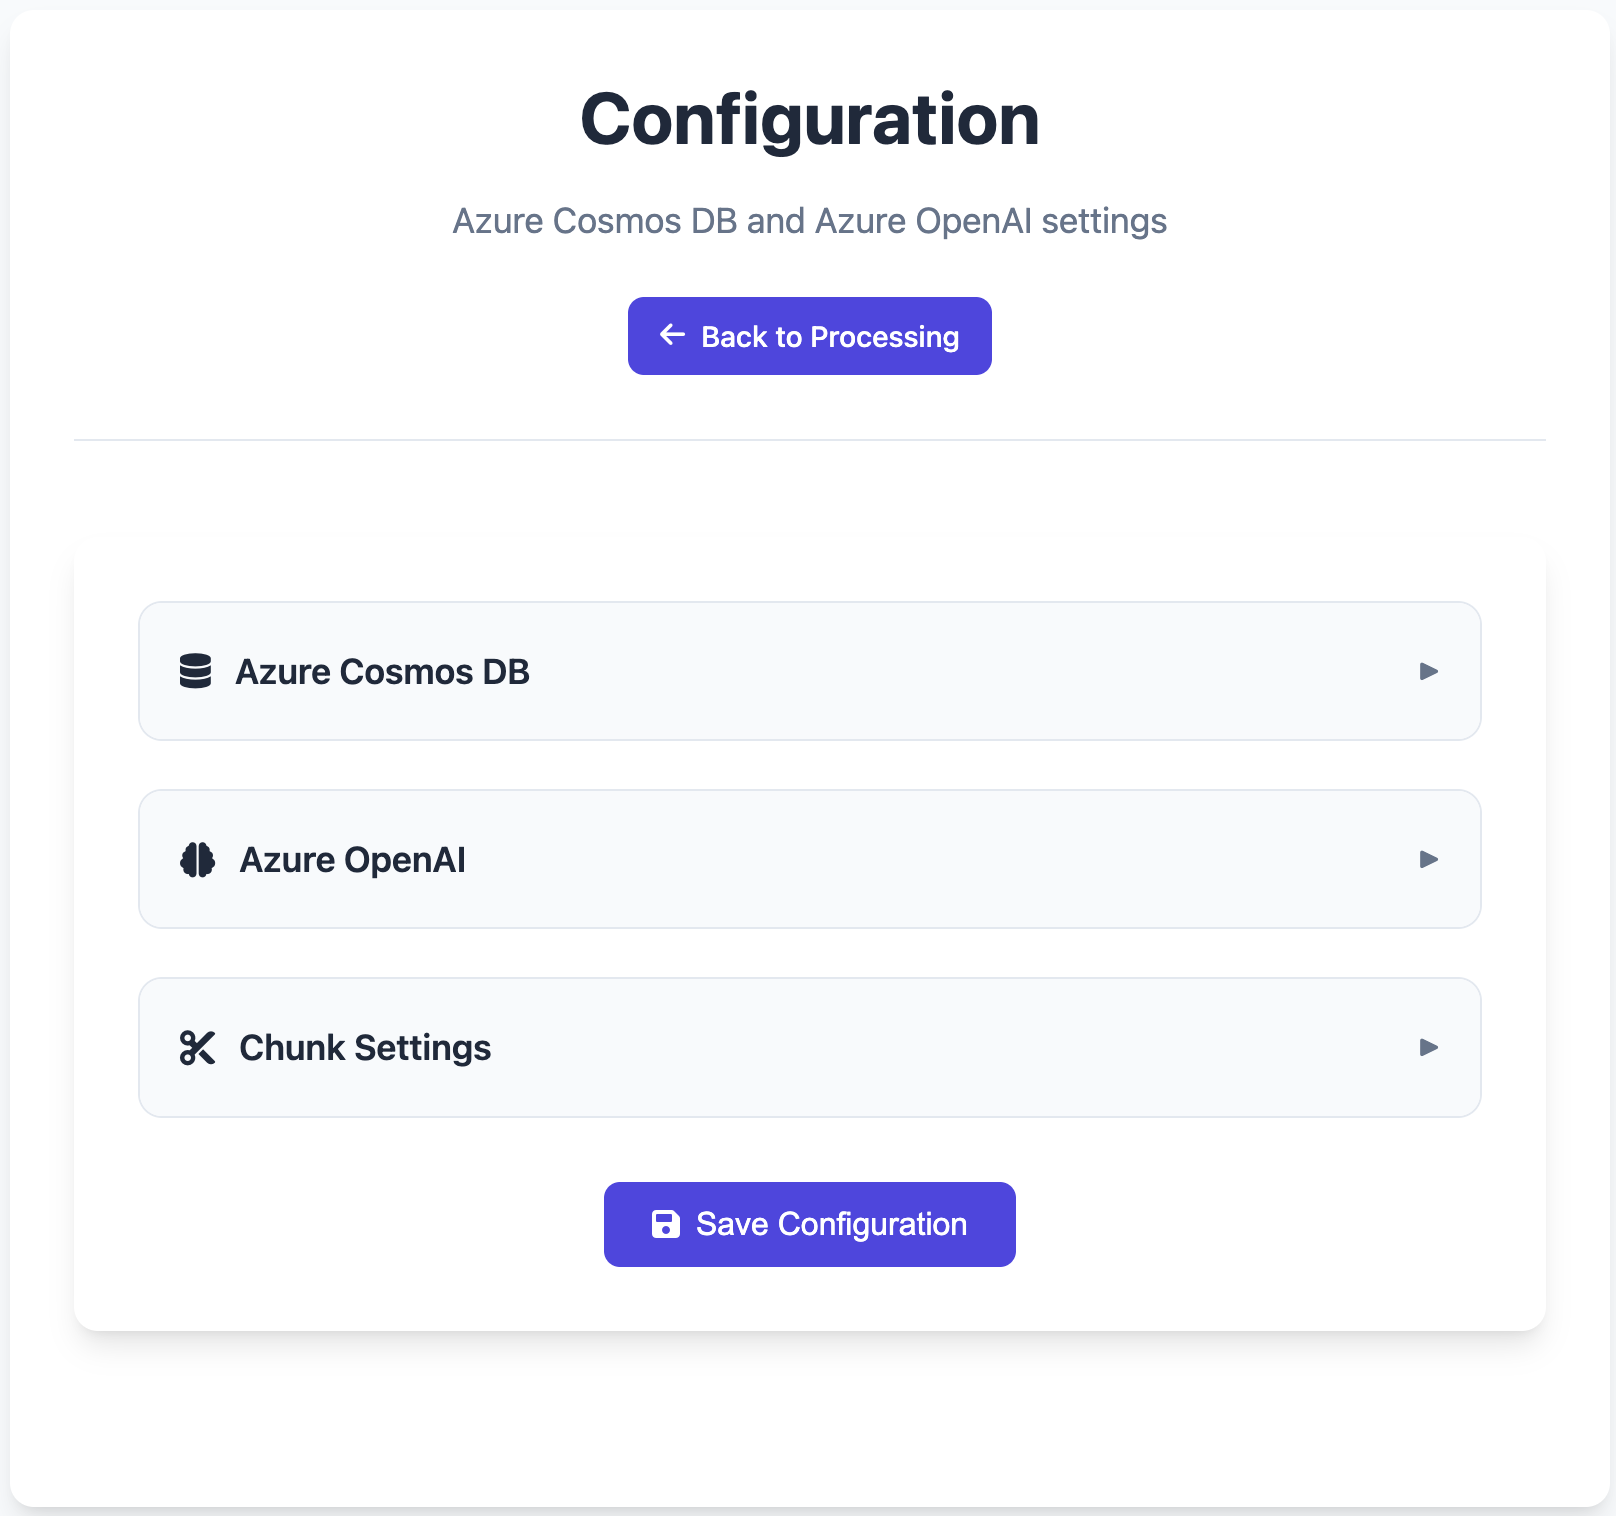 Configuration
Azure Cosmos DB and Azure OpenAI settings
Back to Processing
Azure Cosmos DB
Azure OpenAI
Chunk Settings
Save Configuration